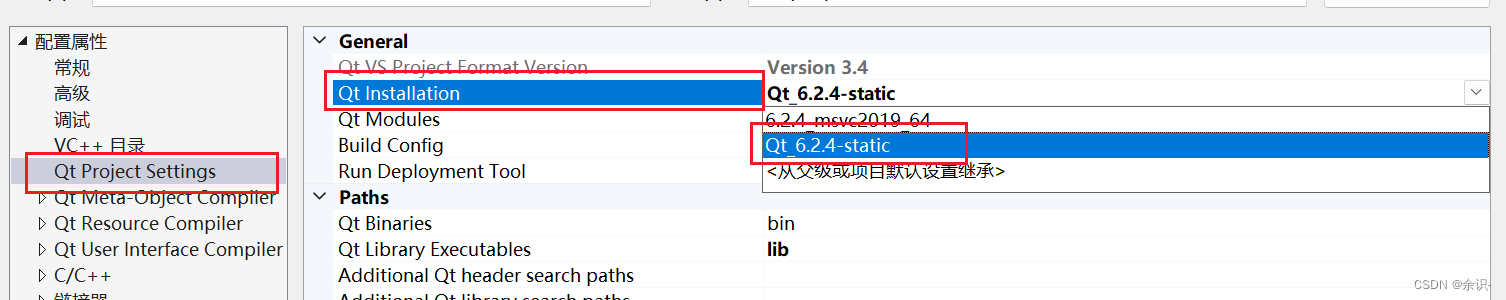 配置属性
常规
高级
调试
VC++ 目录
Qt Project Settings
Qt Meta-Object Compiler
Qt Resource Compiler
Qt User Interface Compiler
C/C++
链接器
General
Qt VS Project Format Version Version 3.4
Qt Installation Qt_6.2.4-static
Qt Modules 6.2.4_msvc2019_64
Build Config Qt_6.2.4-static
Run Deployment Tool <从父级或项目默认设置继承>
Paths
Qt Binaries bin
Qt Library Executables lib
Additional Qt header search paths
Additional Qt library search paths
CSDN @余识-